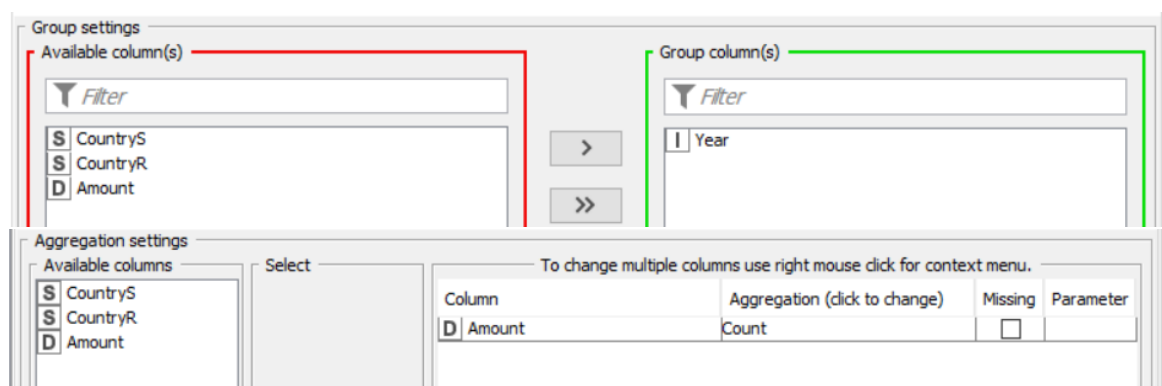 Group settings
Available column(s)
Filter
S CountryS
S CountryR
D Amount
>
>>
Group column(s)
Filter
I Year
Aggregation settings
Available columns
S CountryS
S CountryR
D Amount
Select
To change multiple columns use right mouse click for context menu.
Column Aggregation (click to change) Missing Parameter
D Amount Count